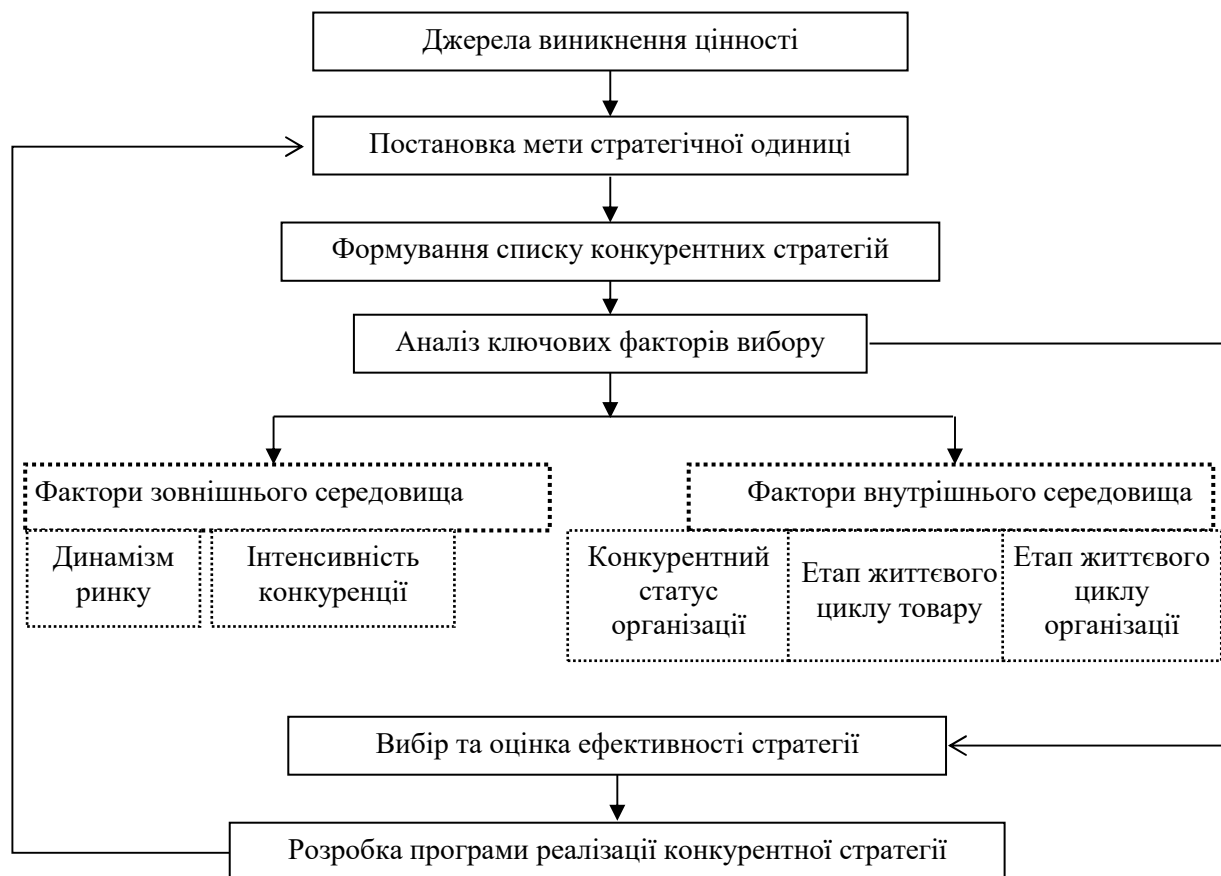 Джерела виникнення цінності
Постановка мети стратегічної одиниці
Формування списку конкурентних стратегій
Аналіз ключових факторів вибору
Фактори зовнішнього середовища
Фактори внутрішнього середовища
Динамізм
ринку
Інтенсивність
конкуренції
Конкурентний
статус
організації
Етап життєвого
циклу товару
Етап життєвого
циклу
організації
Вибір та оцінка ефективності стратегії
Розробка програми реалізації конкурентної стратегії